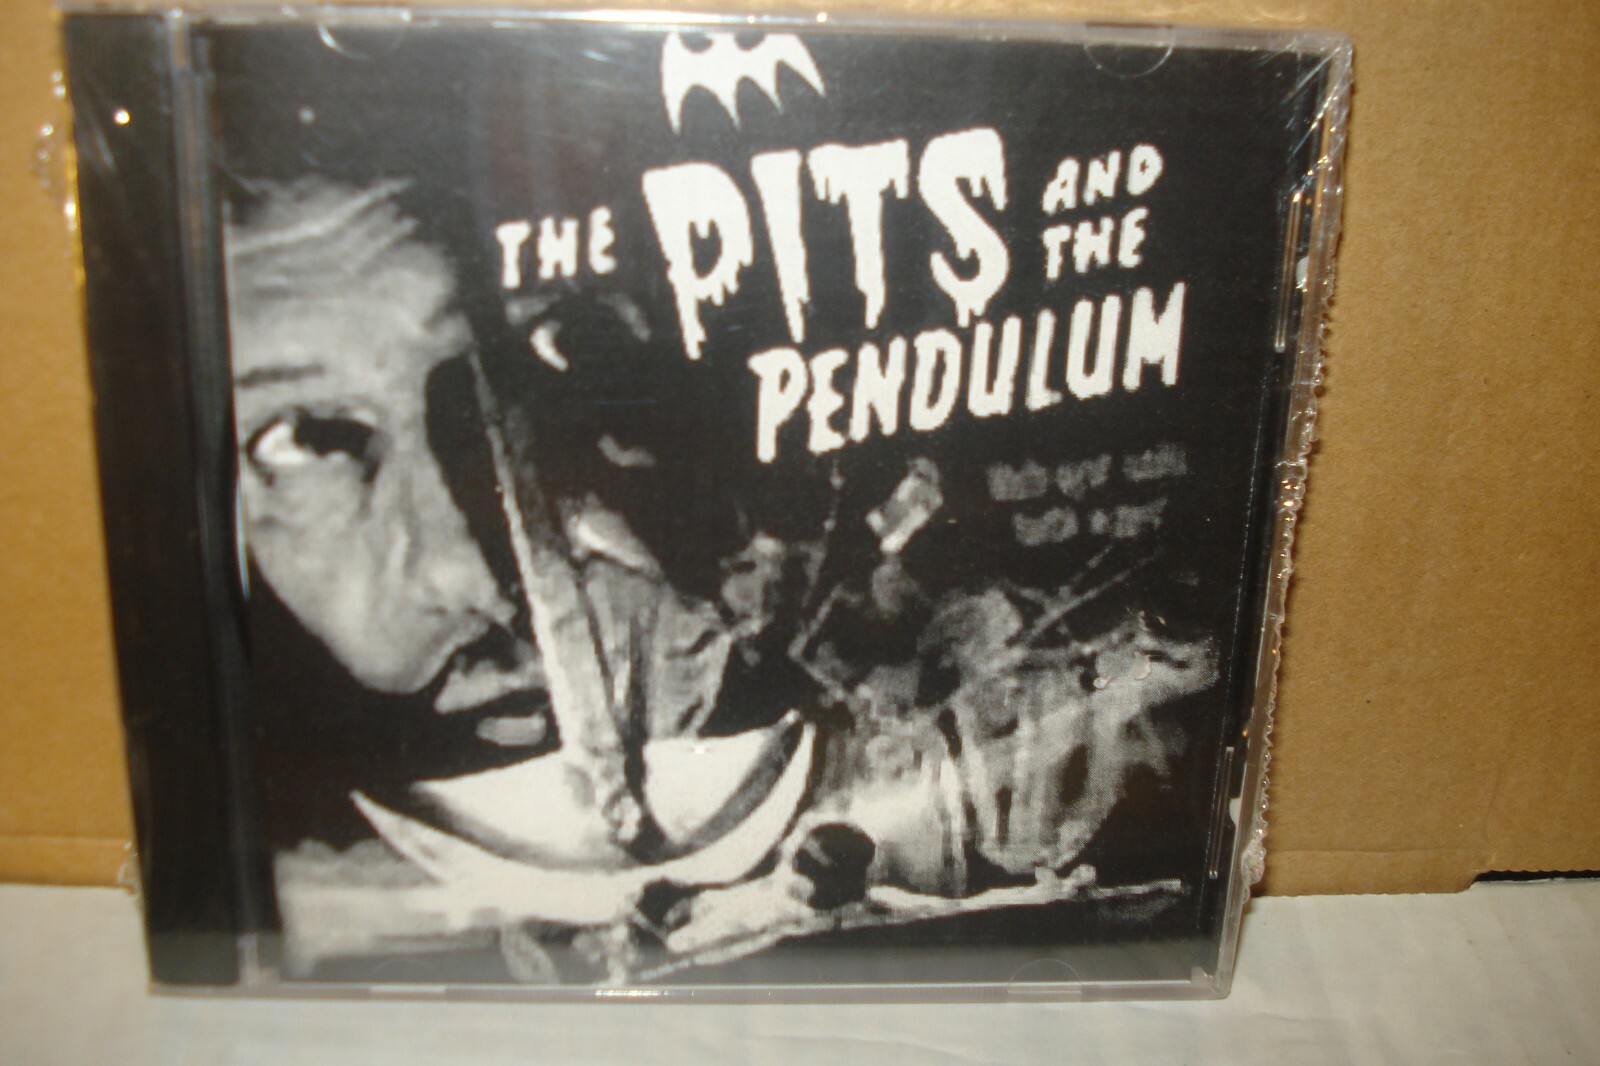 THE PITS AND
THE
PENDULUM